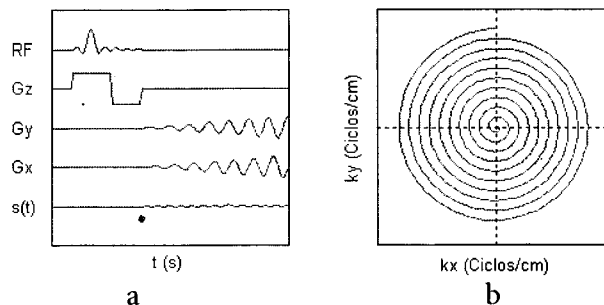 RF
Gz
Gy
Gx
s(t)
t (s)
a
ky (Ciclos/cm)
kx (Ciclos/cm)
b